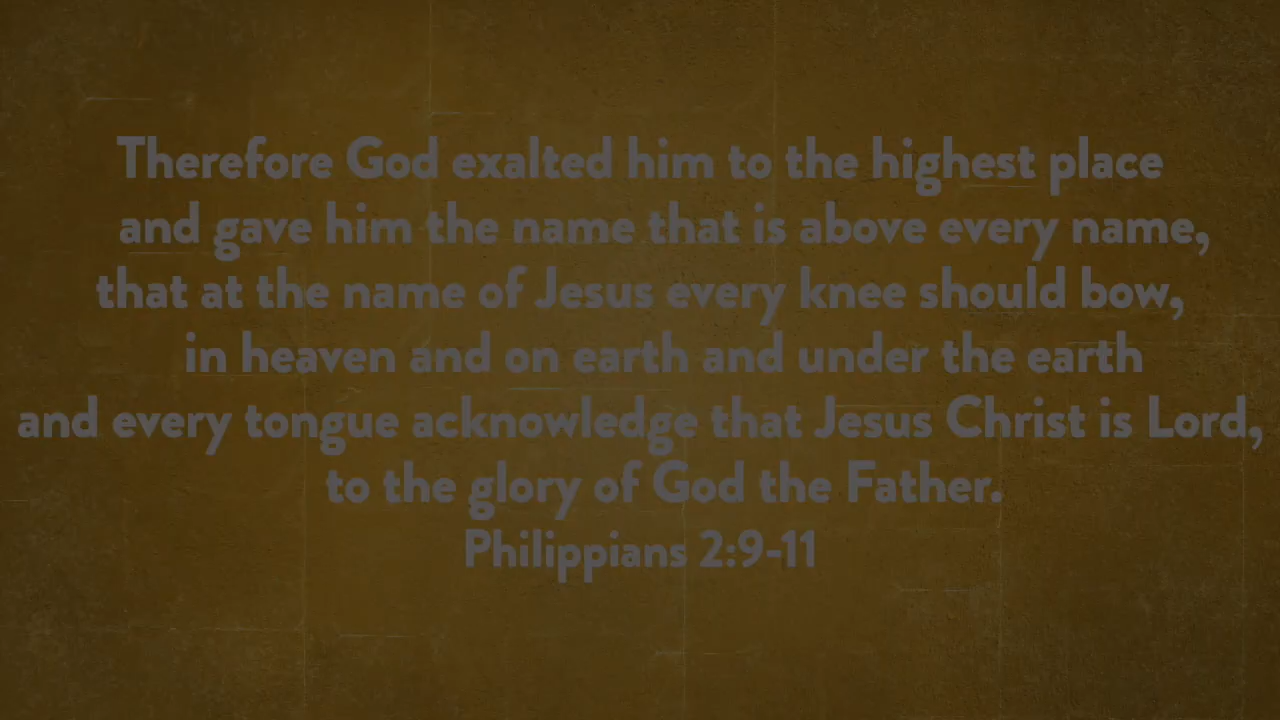 Therefore God exalted him to the highest place
and gave him the name that is above every name,
that at the name of Jesus every knee should bow,
in heaven and on earth and under the earth
and every tongue acknowledge that Jesus Christ is Lord,
to the glory of God the Father.
Philippians 2:9-11